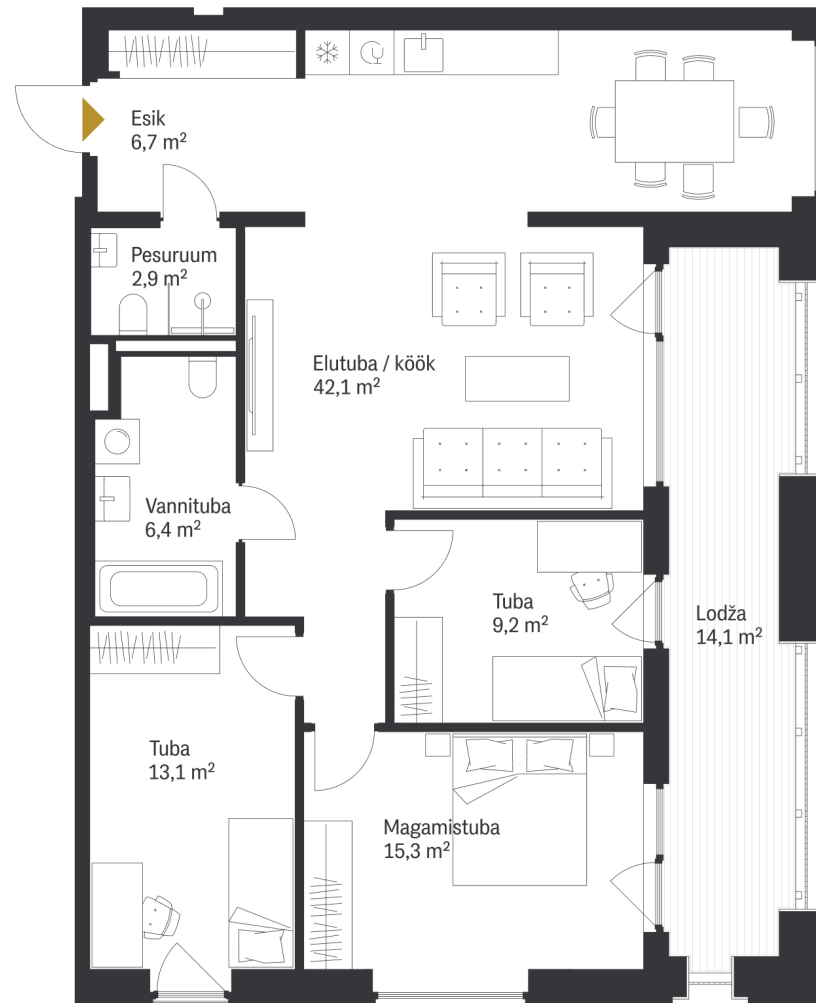 Esik
6,7 m²
Pesuruum
2,9 m²
Elutuba / köök
42,1 m²
Vannituba
6,4 m²
Tuba
9,2 m²
Lodža
14,1 m²
Tuba
13,1 m²
Magamistuba
15,3 m²